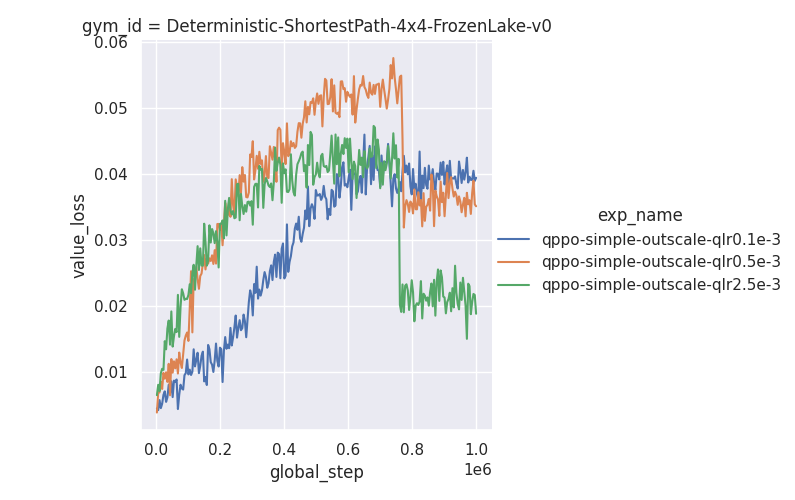 gym_id = Deterministic-ShortestPath-4x4-FrozenLake-v0
0.06
0.05
0.04
0.03
0.02
0.01
value_loss
0.0 0.2 0.4 0.6 0.8 1.0
1e6
global_step
exp_name
qppo-simple-outscale-qlr0.1e-3
qppo-simple-outscale-qlr0.5e-3
qppo-simple-outscale-qlr2.5e-3